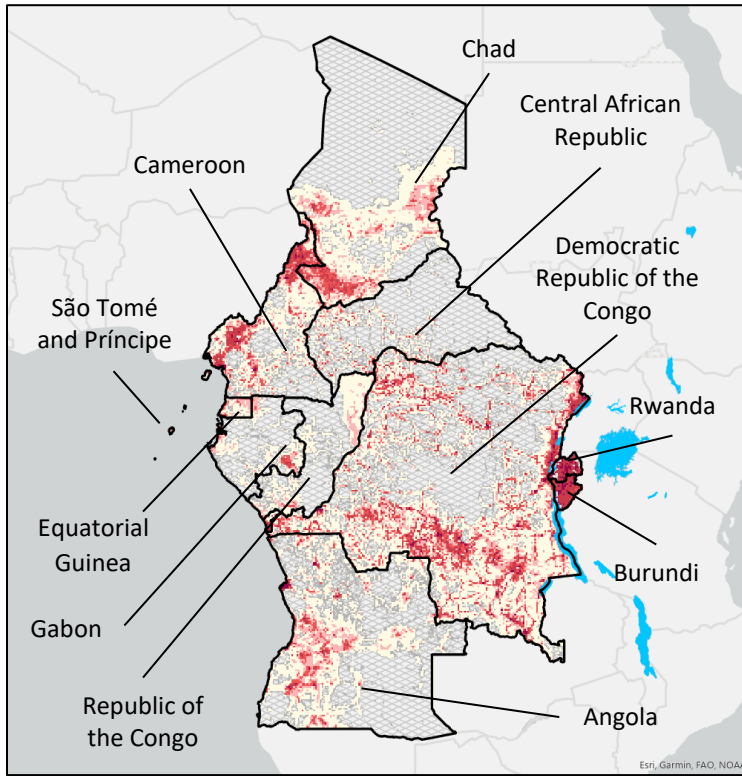 Chad
Central African
Republic
Cameroon
Democratic
Republic of the
Congo
São Tomé
and Príncipe
Rwanda
Equatorial
Guinea
Burundi
Gabon
Republic of
the Congo
Angola
Esri, Garmin, FAO, NOAA